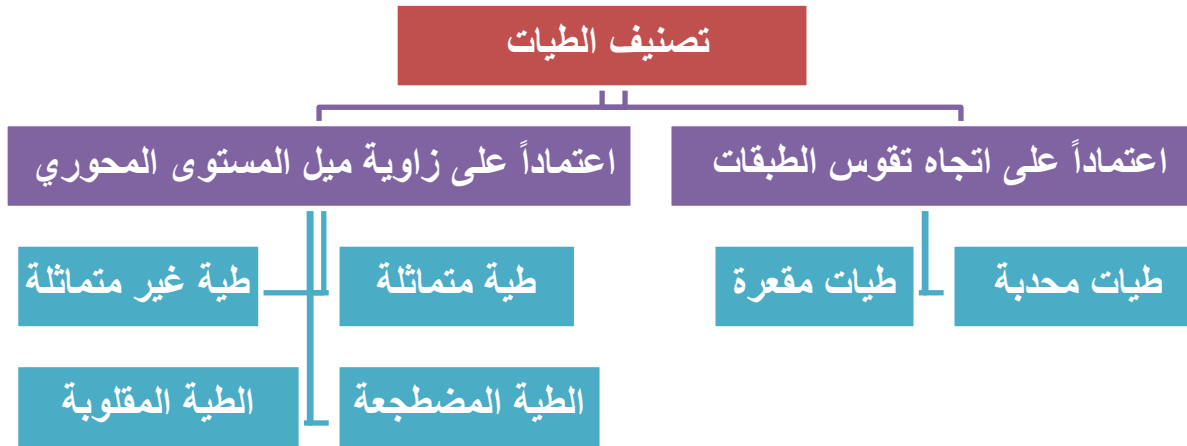 تصنيف الطيات
اعتماداً على اتجاه تقوس الطبقات
اعتماداً على زاوية ميل المستوى المحوري
طيات محدبة
طيات مقعرة
طية متماثلة
طية غير متماثلة
الطية المضطجعة
الطية المقلوبة